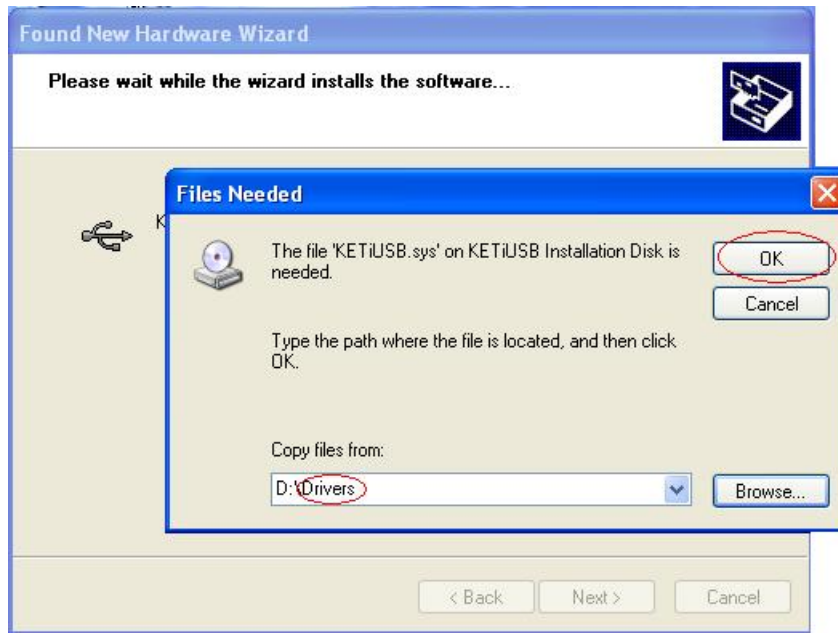 Found New Hardware Wizard
Please wait while the wizard installs the software...
Files Needed
K
The file 'KETiUSB.sys' on KETiUSB Installation Disk is
needed.
OK
Cancel
Type the path where the file is located, and then click
OK.
Copy files from:
D:\Drivers
Browse...
< Back
Next >
Cancel